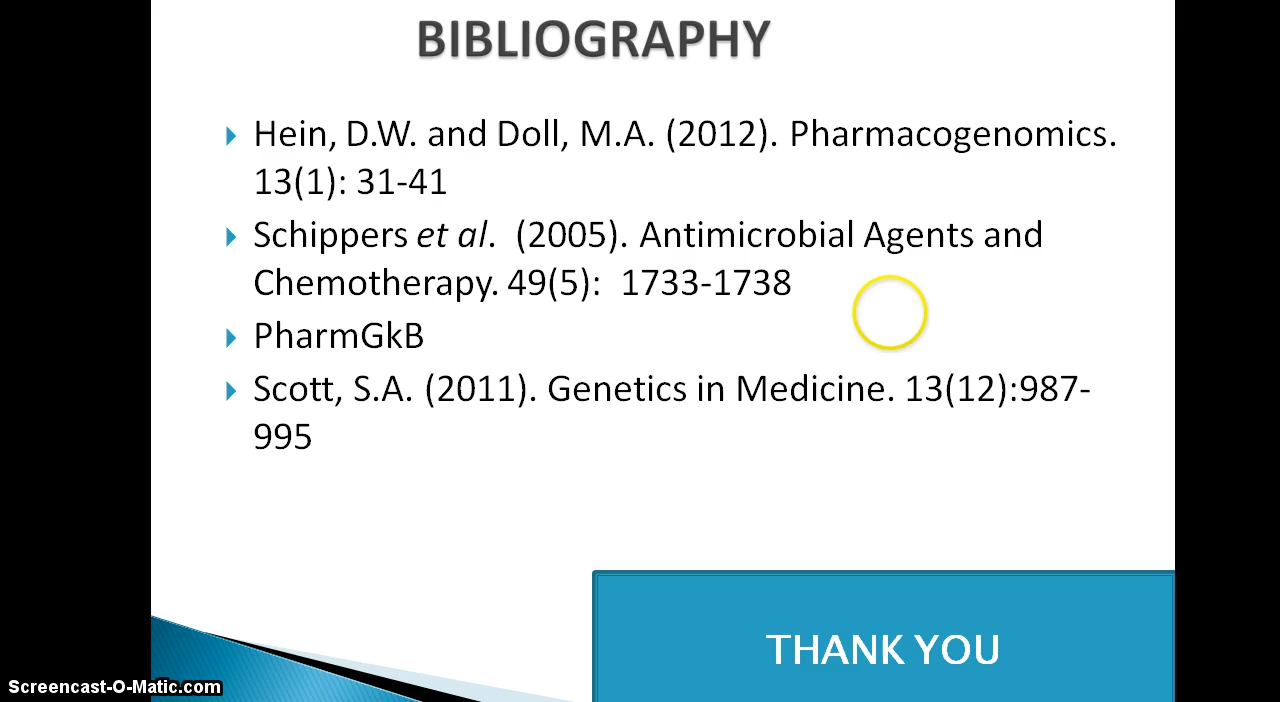 BIBLIOGRAPHY
Hein, D.W. and Doll, M.A. (2012). Pharmacogenomics.
13(1): 31-41
Schippers et al.  (2005). Antimicrobial Agents and
Chemotherapy. 49(5):  1733-1738
PharmGkB
Scott, S.A. (2011). Genetics in Medicine. 13(12):987-
995
THANK YOU
Screencast-O-Matic.com